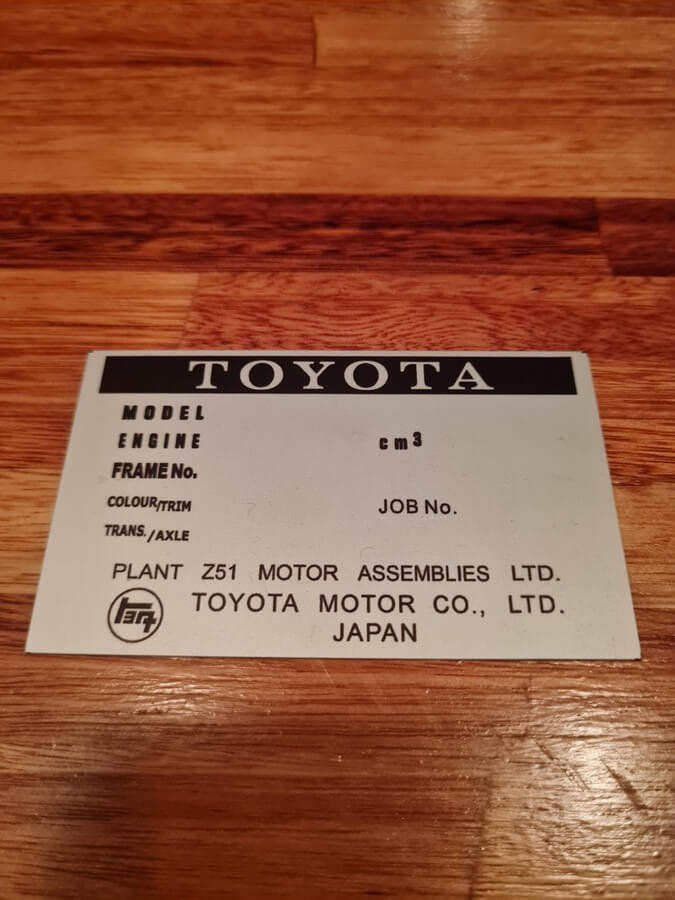 TOYOTA
MODEL
ENGINE cm³
FRAME No.
COLOUR/TRIM JOB No.
TRANS./AXLE
PLANT Z51 MOTOR ASSEMBLIES LTD.
TOYOTA MOTOR CO., LTD.
JAPAN